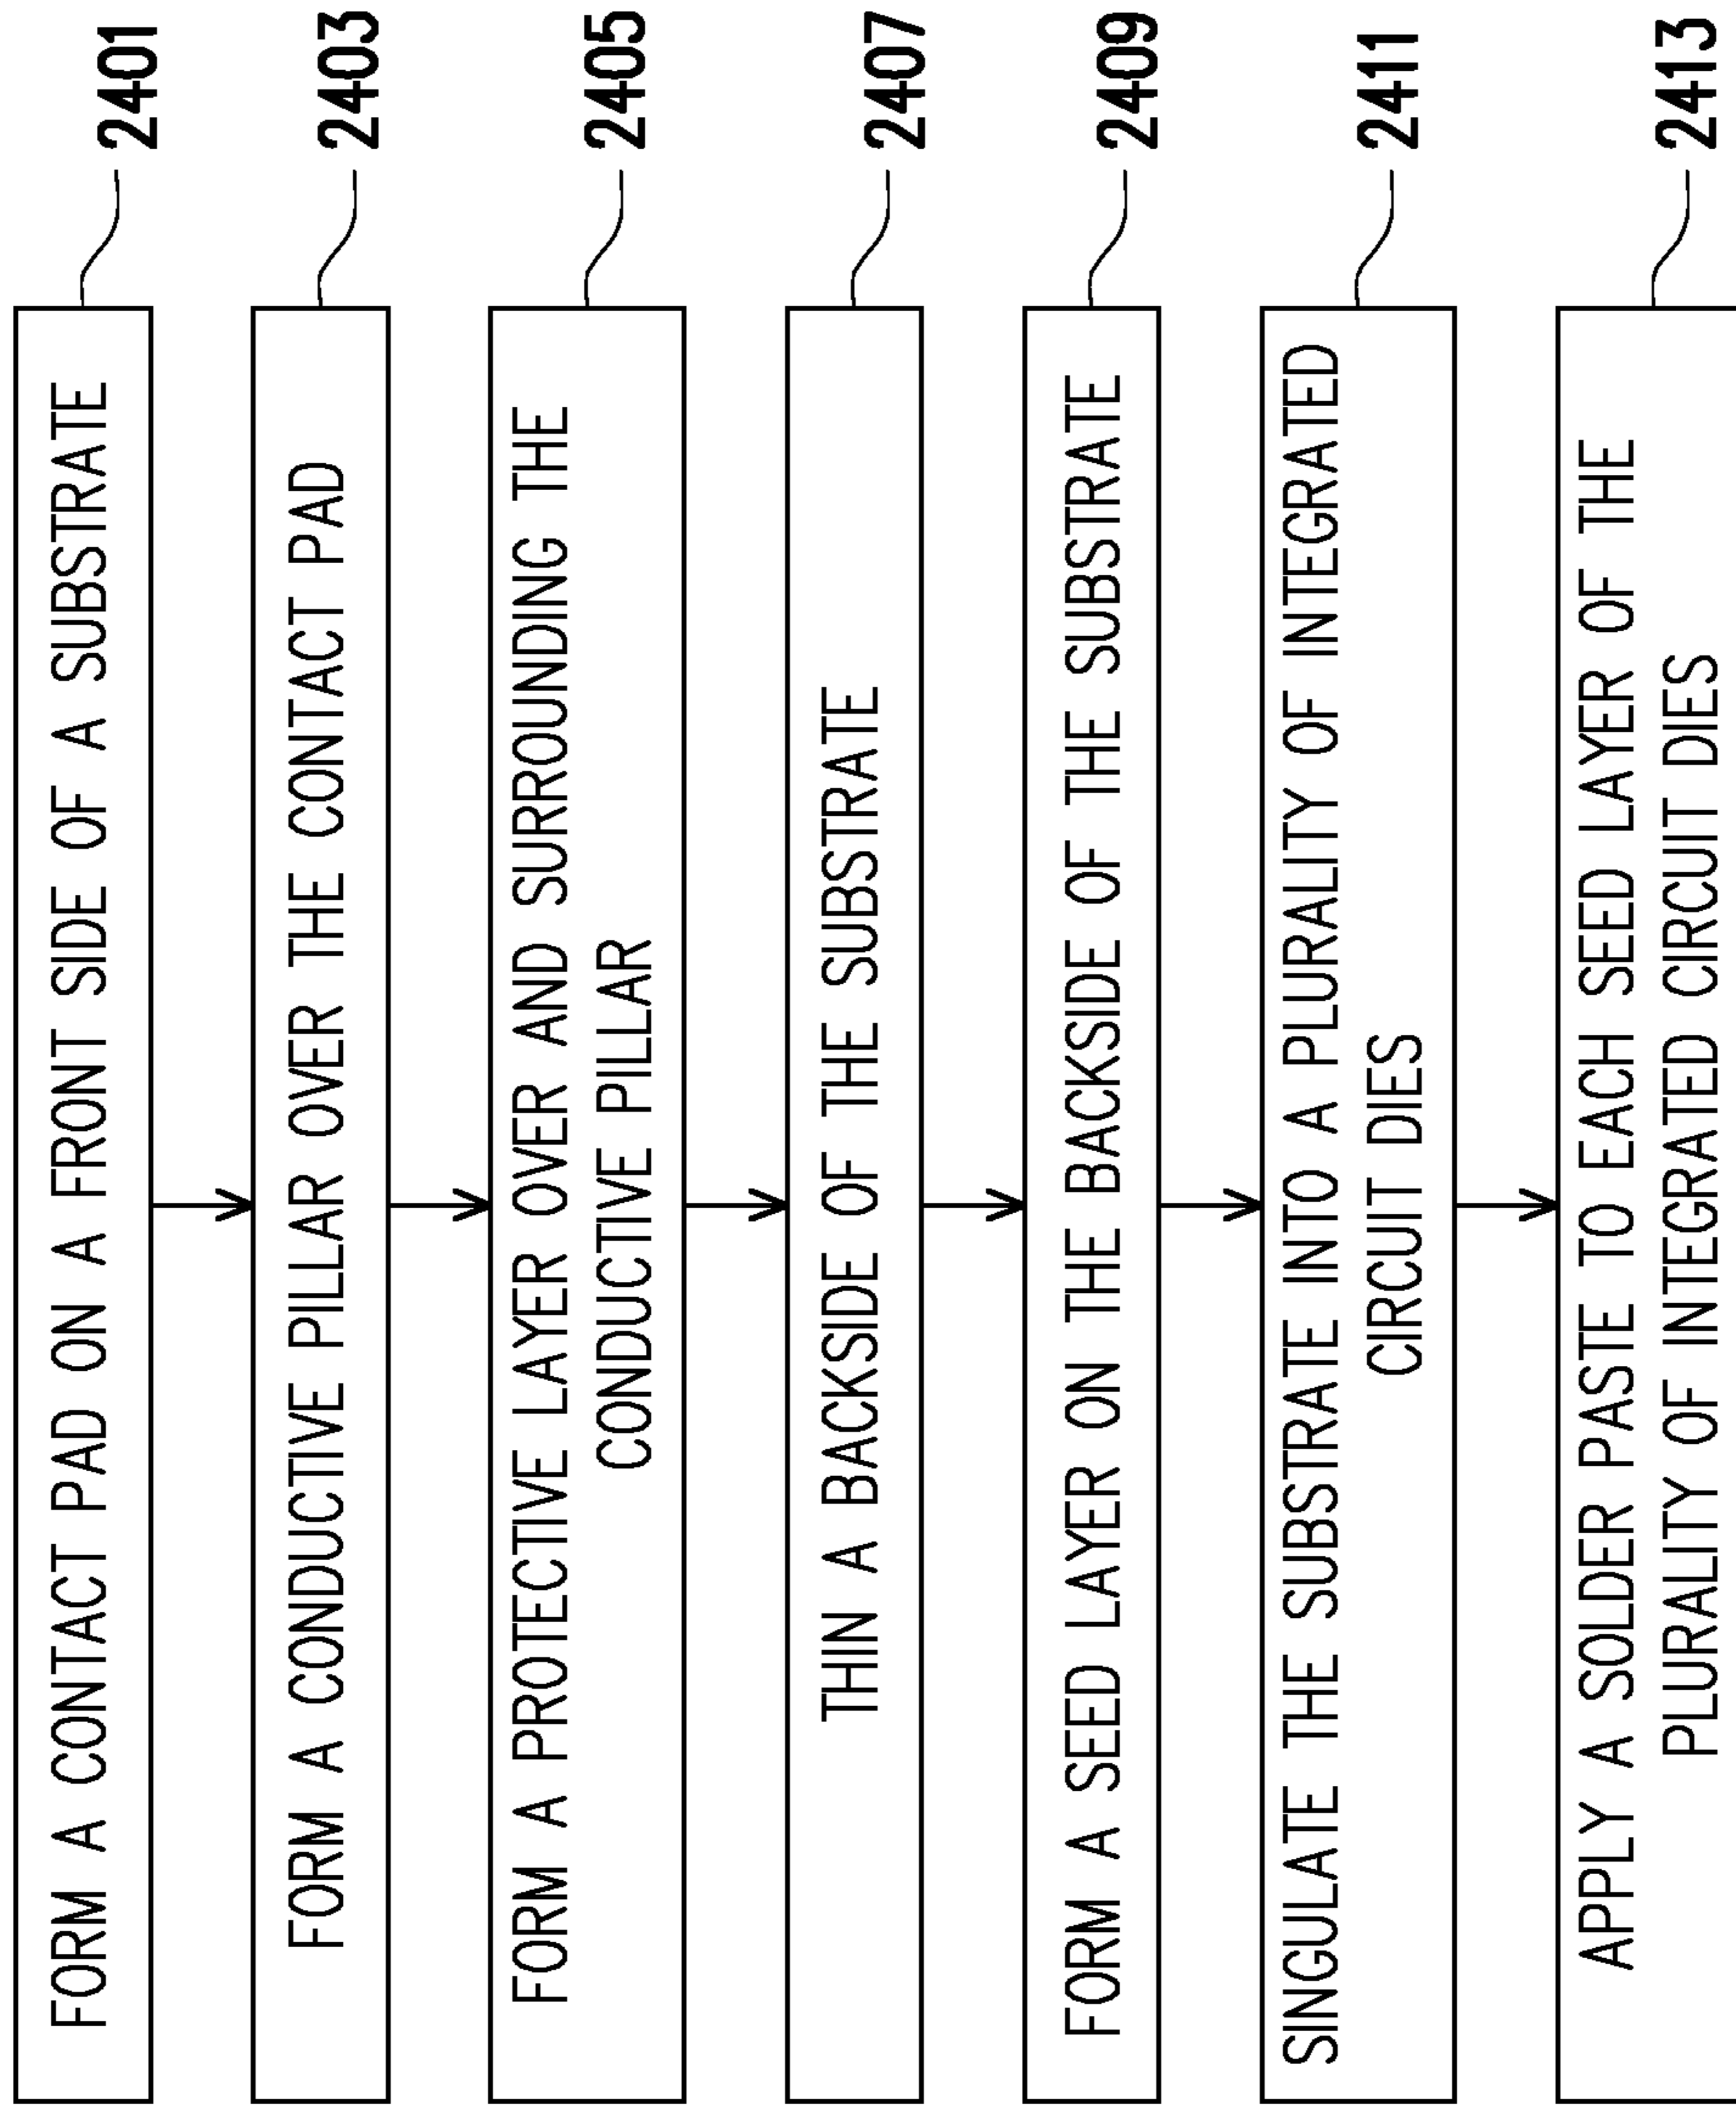 FORM A CONTACT PAD ON A FRONT SIDE OF A SUBSTRATE
2401
FORM A CONDUCTIVE PILLAR OVER THE CONTACT PAD
2403
FORM A PROTECTIVE LAYER OVER AND SURROUNDING THE
CONDUCTIVE PILLAR
2405
THIN A BACKSIDE OF THE SUBSTRATE
2407
FORM A SEED LAYER ON THE BACKSIDE OF THE SUBSTRATE
2409
SINGULATE THE SUBSTRATE INTO A PLURALITY OF INTEGRATED
CIRCUIT DIES
2411
APPLY A SOLDER PASTE TO EACH SEED LAYER OF THE
PLURALITY OF INTEGRATED CIRCUIT DIES
2413